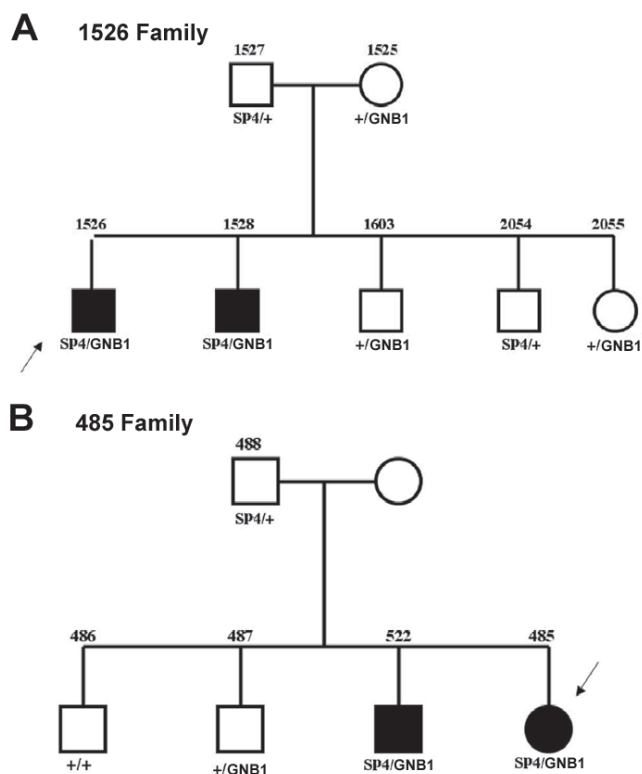 A 1526 Family
1527 1525
SP4/+ +/GNB1
1526 1528 1603 2054 2055
SP4/GNB1 SP4/GNB1 +/GNB1 SP4/+ +/GNB1
B 485 Family
488
SP4/+
486 487 522 485
+/+ +/GNB1 SP4/GNB1 SP4/GNB1